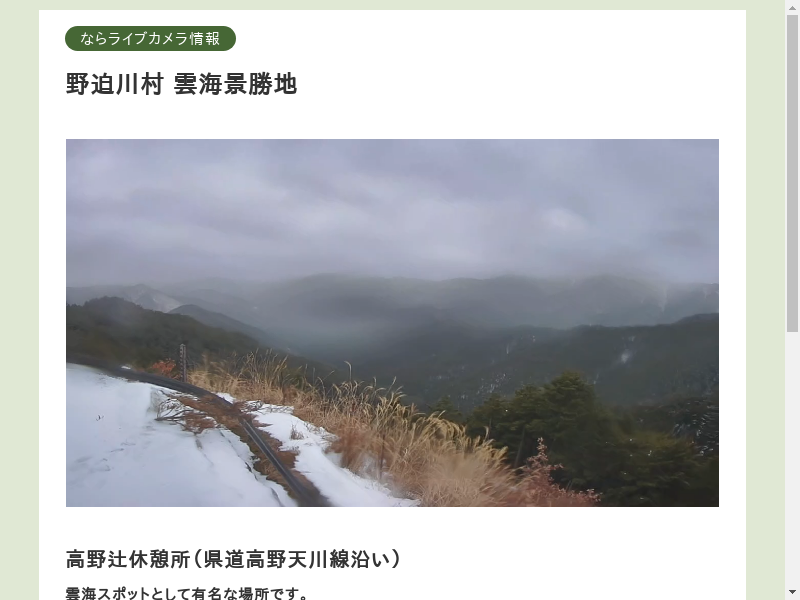 ならライブカメラ情報
野迫川村 雲海景勝地
高野辻休憩所（県道高野天川線沿い）
雲海スポットとして有名な場所です。